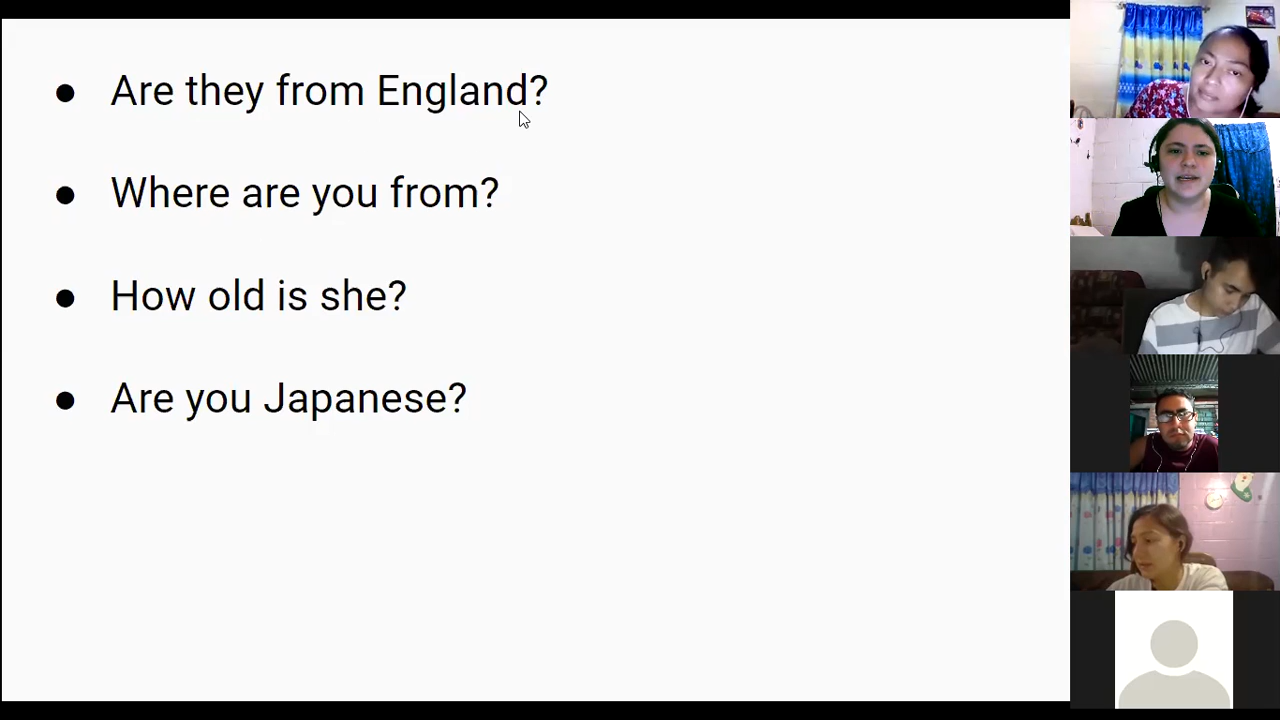 ● Are they from England?
● Where are you from?
● How old is she?
● Are you Japanese?